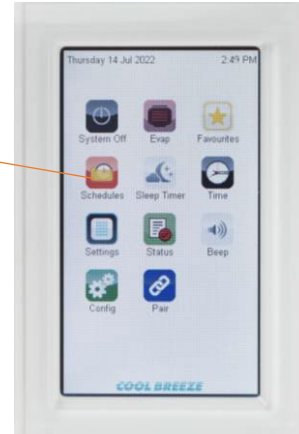 Thursday 14 Jul 2022 2:49 PM
System Off Evap Favourites
Schedules Sleep Timer Time
Settings Status Beep
Config Pair
COOL BREEZE